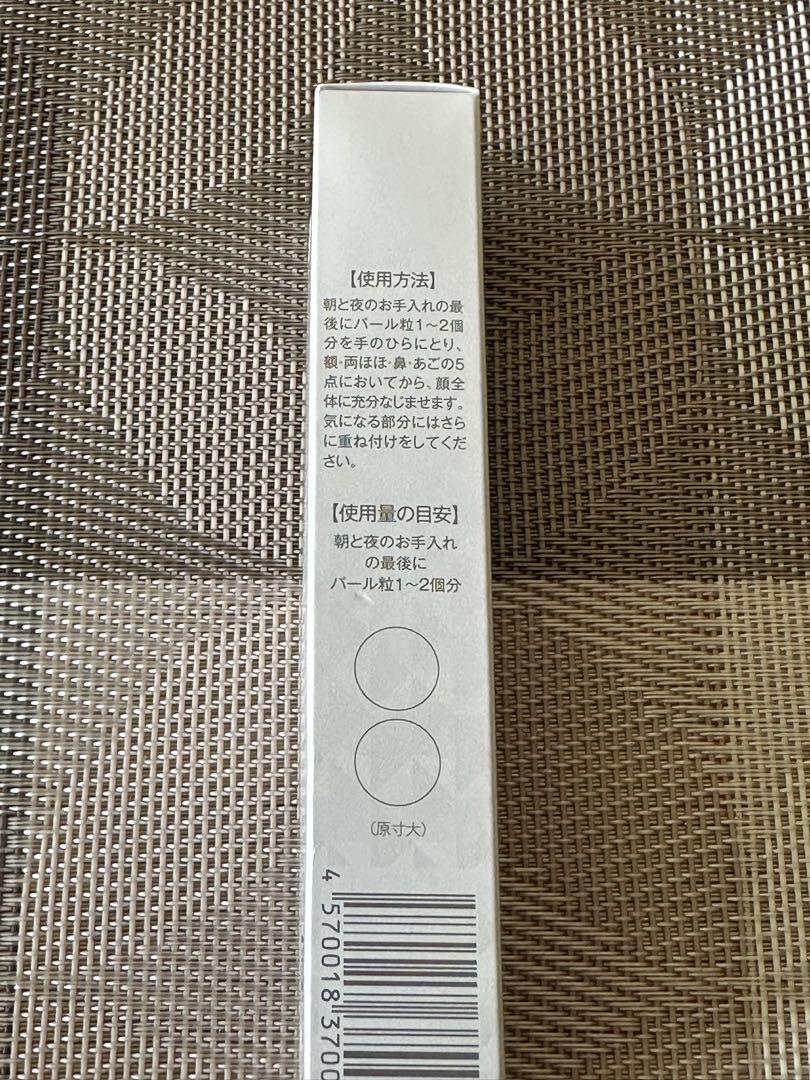 【使用方法】
朝と夜のお手入れの最
後にパール粒1〜2個
分を手のひらにとり、
額・両ほほ・鼻・あごの5
点においてから、顔全
体に充分なじませます。
気になる部分にはさら
に重ね付けをしてくだ
さい。
【使用量の目安】
朝と夜のお手入れ
の最後に
パール粒1〜2個分
(原寸大)
4 570018 3700